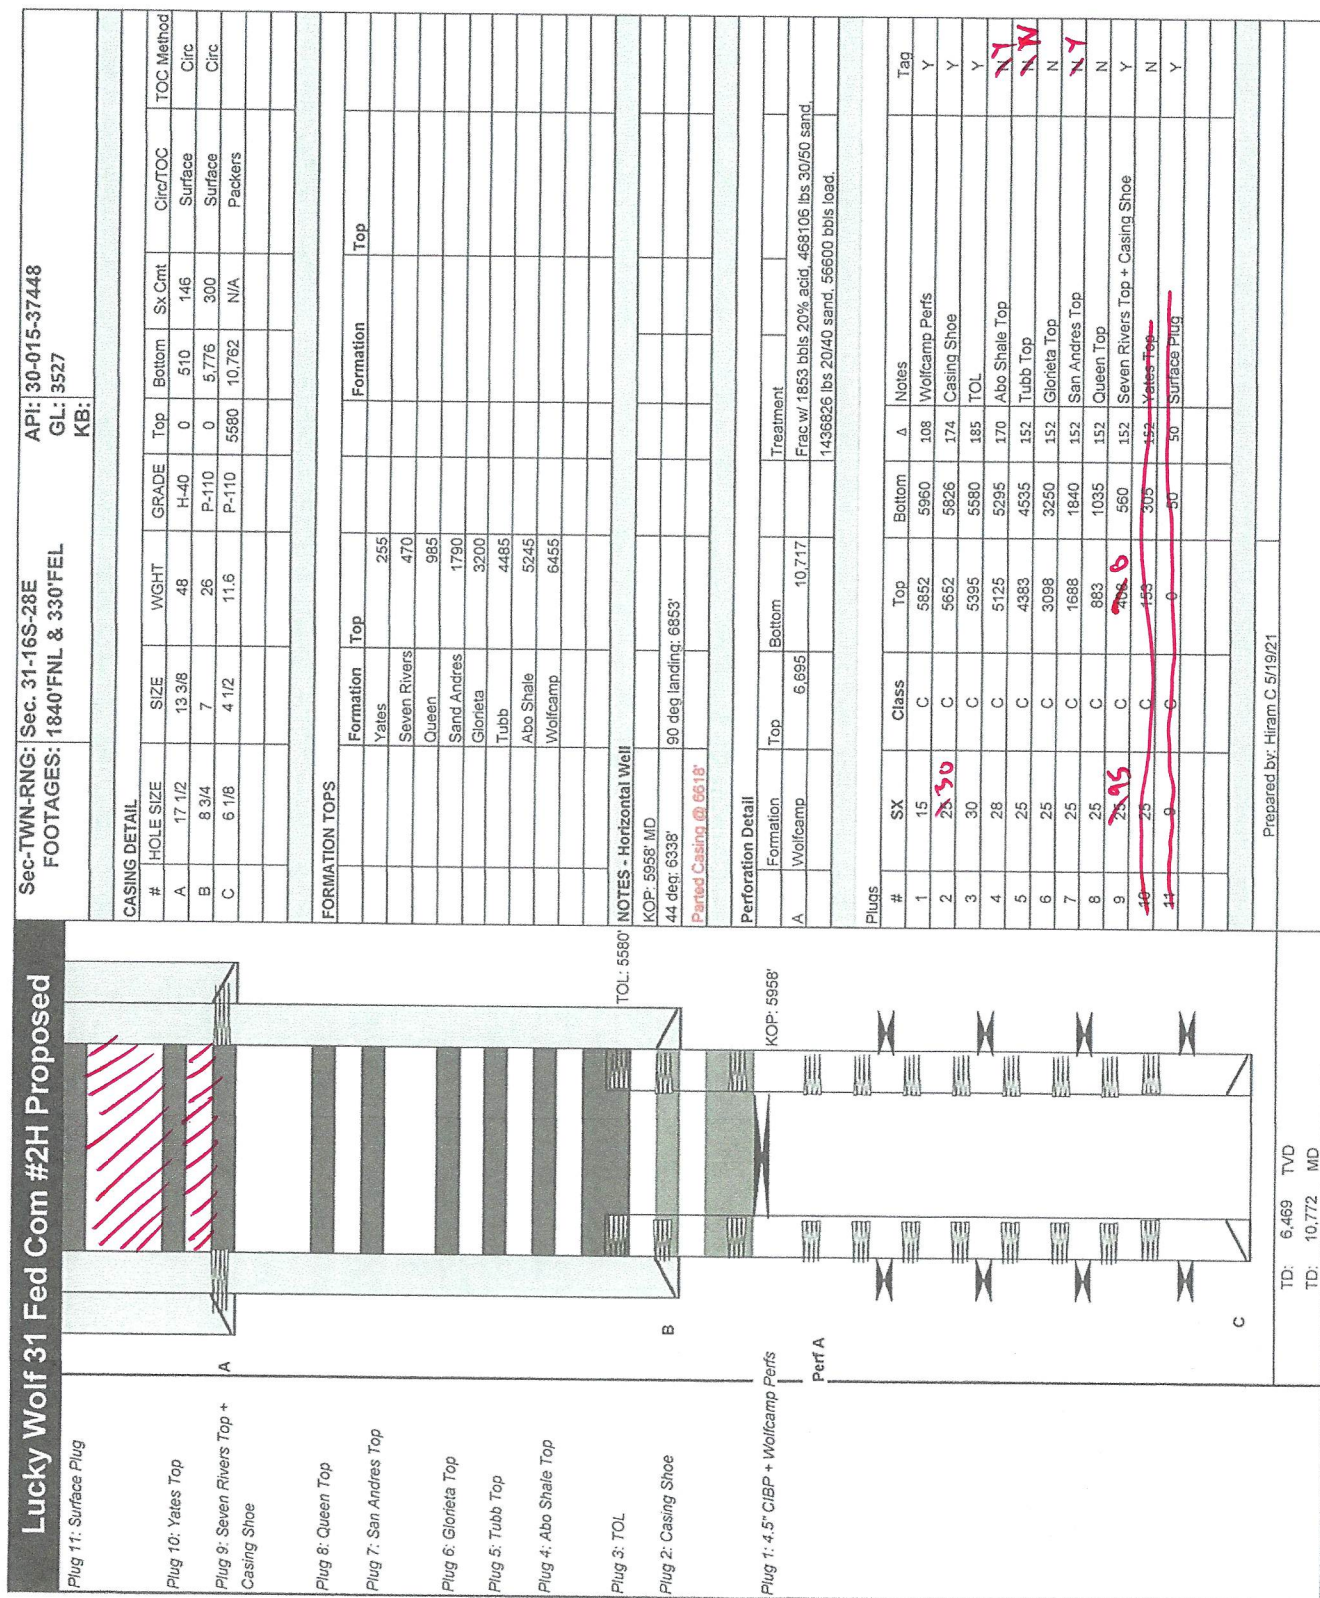 Lucky Wolf 31 Fed Com #2H Proposed
Sec-TWN-RNG: Sec. 31-16S-28E API: 30-015-37448
FOOTAGES: 1840'FNL & 330'FEL GL: 3527
KB:
Plug 11: Surface Plug
Plug 10: Yates Top
Plug 9: Seven Rivers Top +
Casing Shoe
Plug 8: Queen Top
Plug 7: San Andres Top
Plug 6: Glorieta Top
Plug 5: Tubb Top
Plug 4: Abo Shale Top
Plug 3: TOL
Plug 2: Casing Shoe
Plug 1: 4.5" CIBP + Wolfcamp Perfs
A
B
Perf A
C
TOL: 5580'
KOP: 5958'
TD: 6,469 TVD
TD: 10,772 MD
CASING DETAIL
# HOLE SIZE SIZE WGHT GRADE Top Bottom Sx Cmt Circ/TOC TOC Method
A 17 1/2 13 3/8 48 H-40 0 510 146 Surface Circ
B 8 3/4 7 26 P-110 0 5,776 300 Surface Circ
C 6 1/8 4 1/2 11.6 P-110 5580 10,762 N/A Packers
FORMATION TOPS
Formation Top Formation Top
Yates 255
Seven Rivers 470
Queen 985
Sand Andres 1790
Glorieta 3200
Tubb 4485
Abo Shale 5245
Wolfcamp 6455
NOTES - Horizontal Well
KOP: 5958' MD
44 deg: 6338' 90 deg landing: 6853'
Parted Casing @ 6618'
Perforation Detail
Formation Top Bottom Treatment
A Wolfcamp 6,695 10,717 Frac w/ 1853 bbls 20% acid, 468106 lbs 30/50 sand,
1436826 lbs 20/40 sand, 56600 bbls load,
Plugs
# SX Class Top Bottom Δ Notes Tag
1 15 C 5852 5960 108 Wolfcamp Perfs Y
2 25 30 C 5652 5826 174 Casing Shoe Y
3 30 C 5395 5580 185 TOL Y
4 28 C 5125 5295 170 Abo Shale Top N Y
5 25 C 4383 4535 152 Tubb Top N N
6 25 C 3098 3250 152 Glorieta Top N
7 25 C 1688 1840 152 San Andres Top N Y
8 25 C 883 1035 152 Queen Top N
9 25 95 C 408 0 560 152 Seven Rivers Top + Casing Shoe Y
10 25 C 153 305 152 Yates Top N
11 9 C 0 50 50 Surface Plug Y
Prepared by: Hiram C 5/19/21